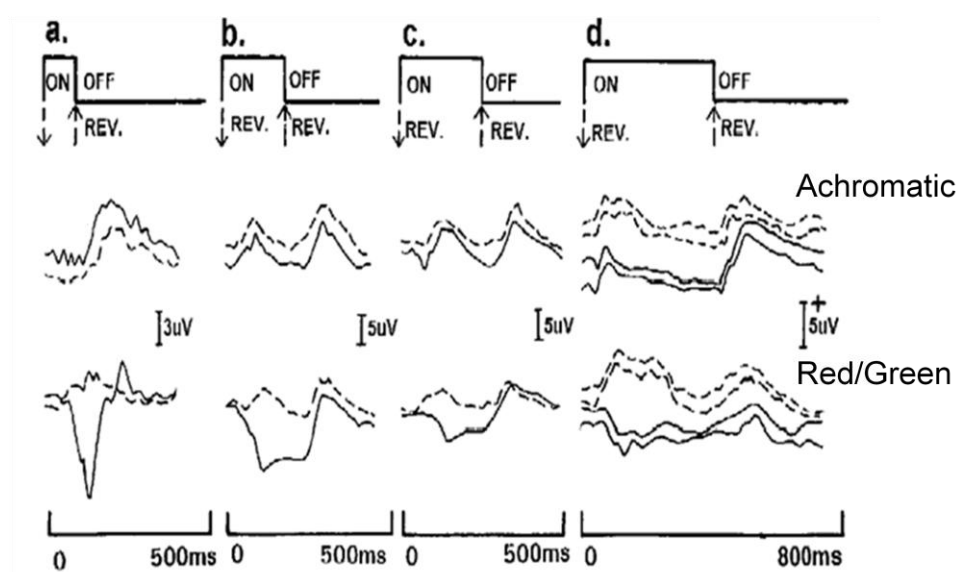 a. b. c. d.
ON OFF ON OFF ON OFF ON OFF
REV. REV. REV. REV. REV. REV. REV.
Achromatic
3uV 5uV 5uV + 5uV
Red/Green
0 500ms 0 500ms 0 500ms 0 800ms